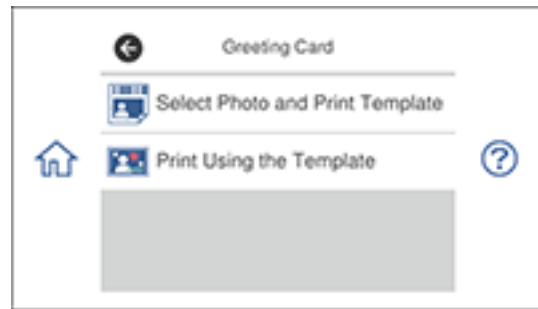 Greeting Card
Select Photo and Print Template
Print Using the Template
?